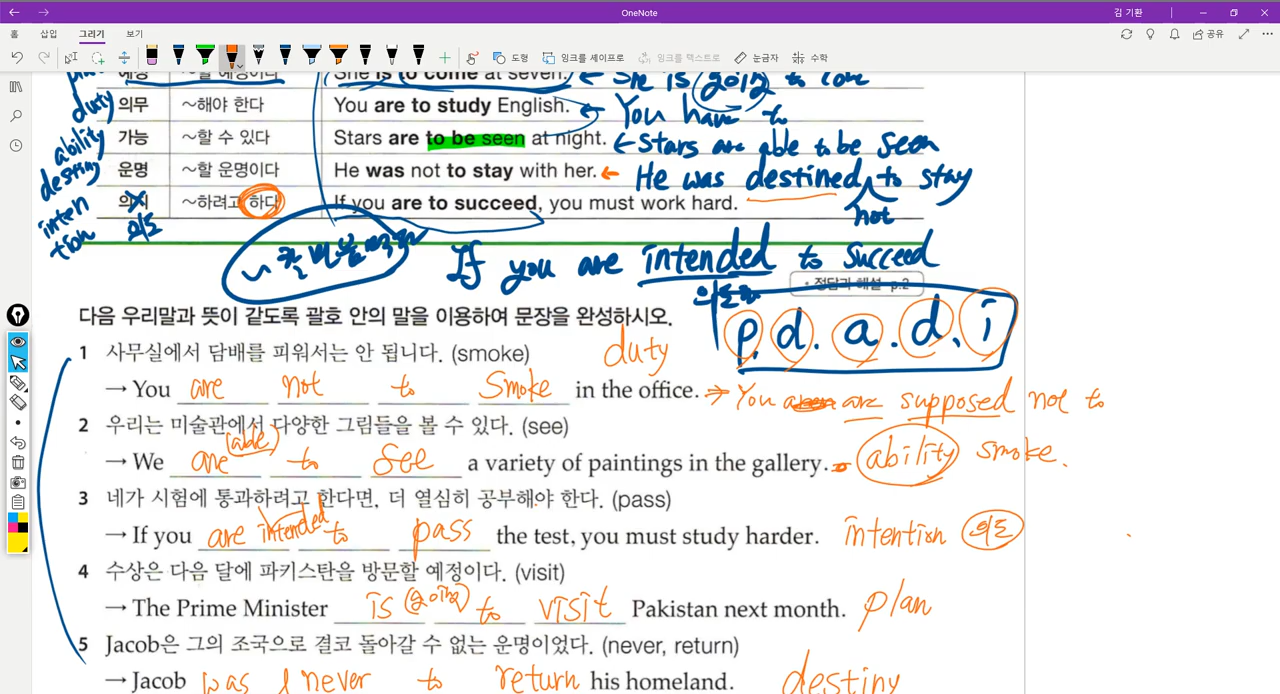 OneNote
김 기환
홈 삽입 그리기 보기
도형 잉크를 셰이프로 잉크를 텍스트로 눈금자 수학 공유
예정 ~할 예정이다 She is to come at seven. ← She is going to come
duty 의무 ~해야 한다 You are to study English. ← You have to
ability 가능 ~할 수 있다 Stars are to be seen at night. ← Stars are able to be seen
destiny 운명 ~할 운명이다 He was not to stay with her. ← He was destined not to stay
intention ~하려고 하다 If you are to succeed, you must work hard.
의도
If you are intended to succeed
• 정답과 해설 p.2
p. d. a. d. i
다음 우리말과 뜻이 같도록 괄호 안의 말을 이용하여 문장을 완성하시오.
1 사무실에서 담배를 피워서는 안 됩니다. (smoke) duty
→ You are not to smoke in the office. → You are supposed not to smoke.
2 우리는 미술관에서 다양한 그림들을 볼 수 있다. (see)
→ We are (able) to see a variety of paintings in the gallery. ability
3 네가 시험에 통과하려고 한다면, 더 열심히 공부해야 한다. (pass)
→ If you are intended to pass the test, you must study harder. intention 의도
4 수상은 다음 달에 파키스탄을 방문할 예정이다. (visit)
→ The Prime Minister is (going) to visit Pakistan next month. plan
5 Jacob은 그의 조국으로 결코 돌아갈 수 없는 운명이었다. (never, return)
→ Jacob was never to return his homeland. destiny